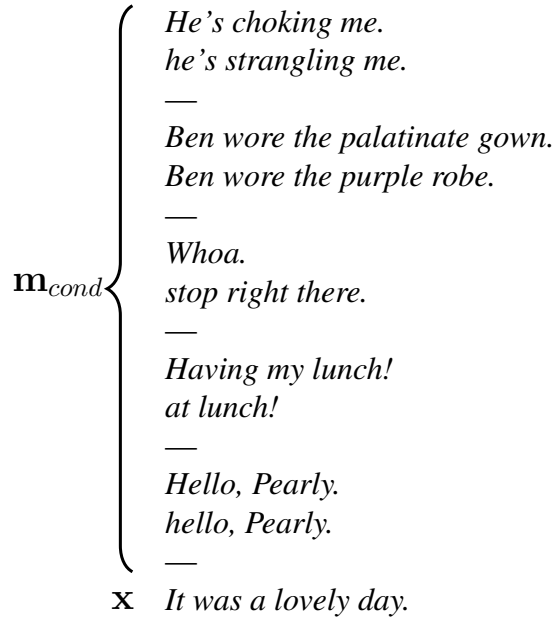 He's choking me.
he's strangling me.
—
Ben wore the palatinate gown.
Ben wore the purple robe.
—
Whoa.
m_cond stop right there.
—
Having my lunch!
at lunch!
—
Hello, Pearly.
hello, Pearly.
—
x It was a lovely day.